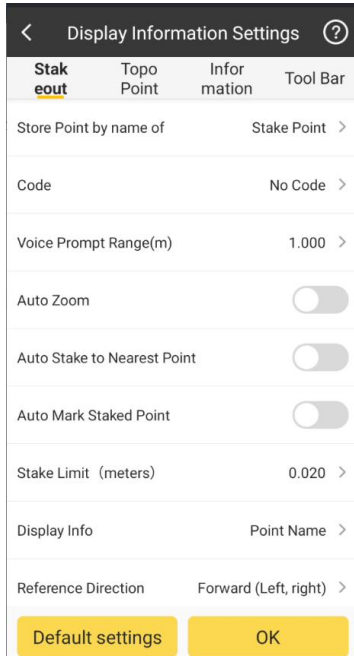 Display Information Settings ?
Stak Topo Infor Tool Bar
eout Point mation
Store Point by name of Stake Point
Code No Code
Voice Prompt Range(m) 1.000
Auto Zoom
Auto Stake to Nearest Point
Auto Mark Staked Point
Stake Limit（meters） 0.020
Display Info Point Name
Reference Direction Forward (Left, right)
Default settings OK